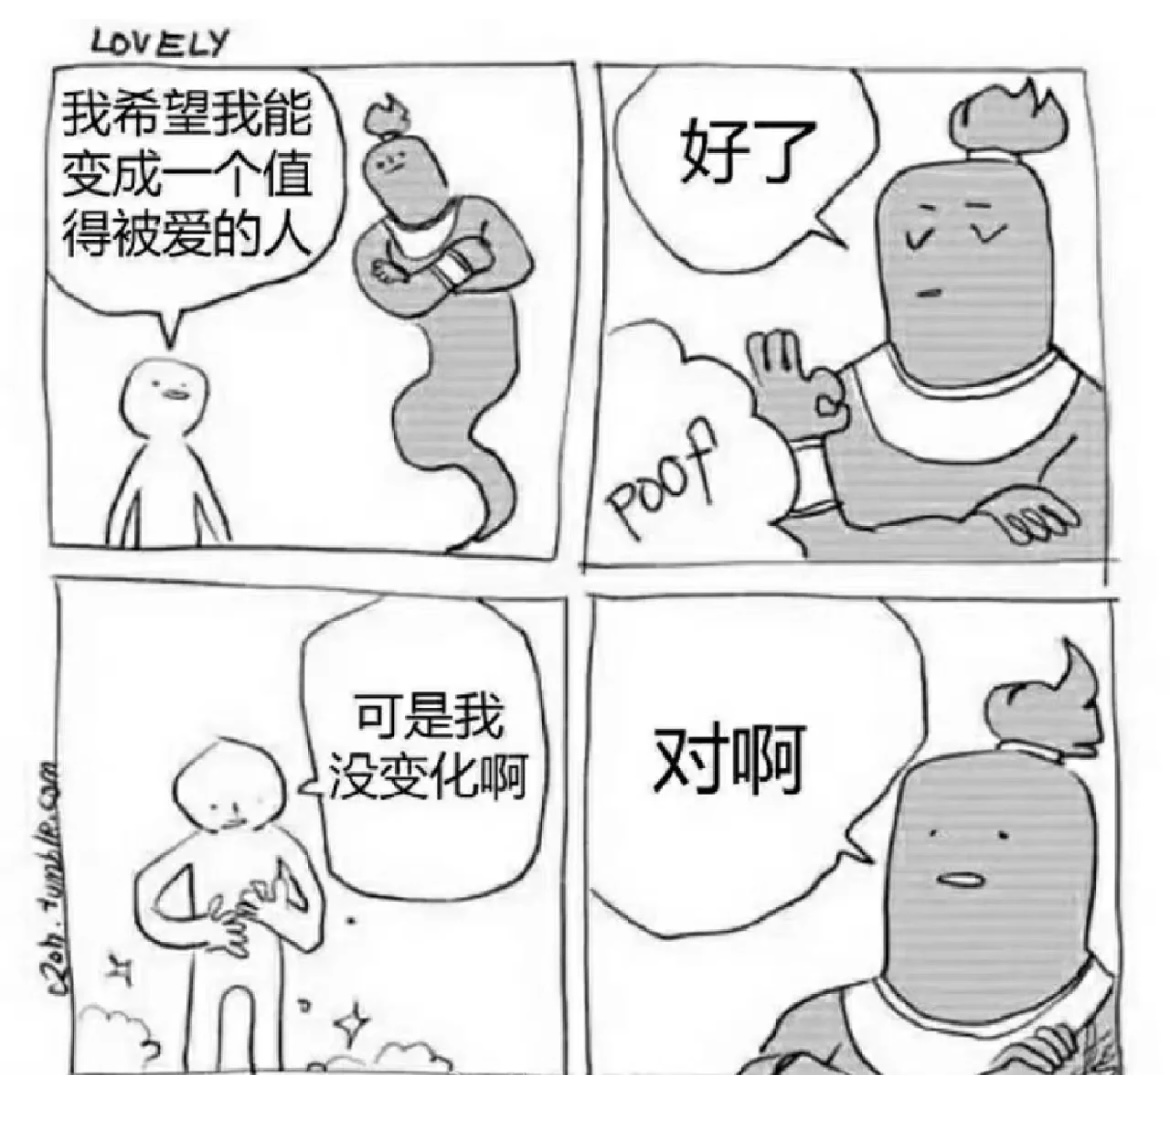 LOVELY
我希望我能
变成一个值
得被爱的人
好了
poof
可是我
没变化啊
对啊
c2oh.tumblr.com